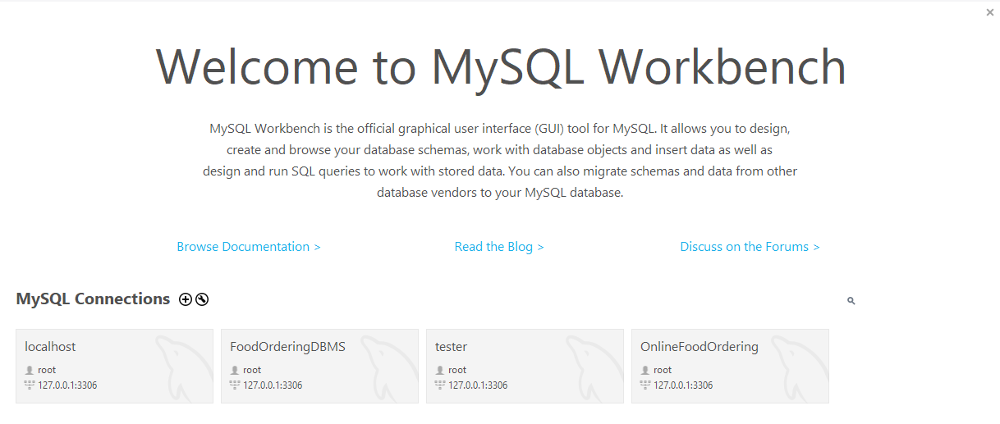 Welcome to MySQL Workbench
MySQL Workbench is the official graphical user interface (GUI) tool for MySQL. It allows you to design,
create and browse your database schemas, work with database objects and insert data as well as
design and run SQL queries to work with stored data. You can also migrate schemas and data from other
database vendors to your MySQL database.
Browse Documentation >
Read the Blog >
Discuss on the Forums >
MySQL Connections
localhost
root
127.0.0.1:3306
FoodOrderingDBMS
root
127.0.0.1:3306
tester
root
127.0.0.1:3306
OnlineFoodOrdering
root
127.0.0.1:3306